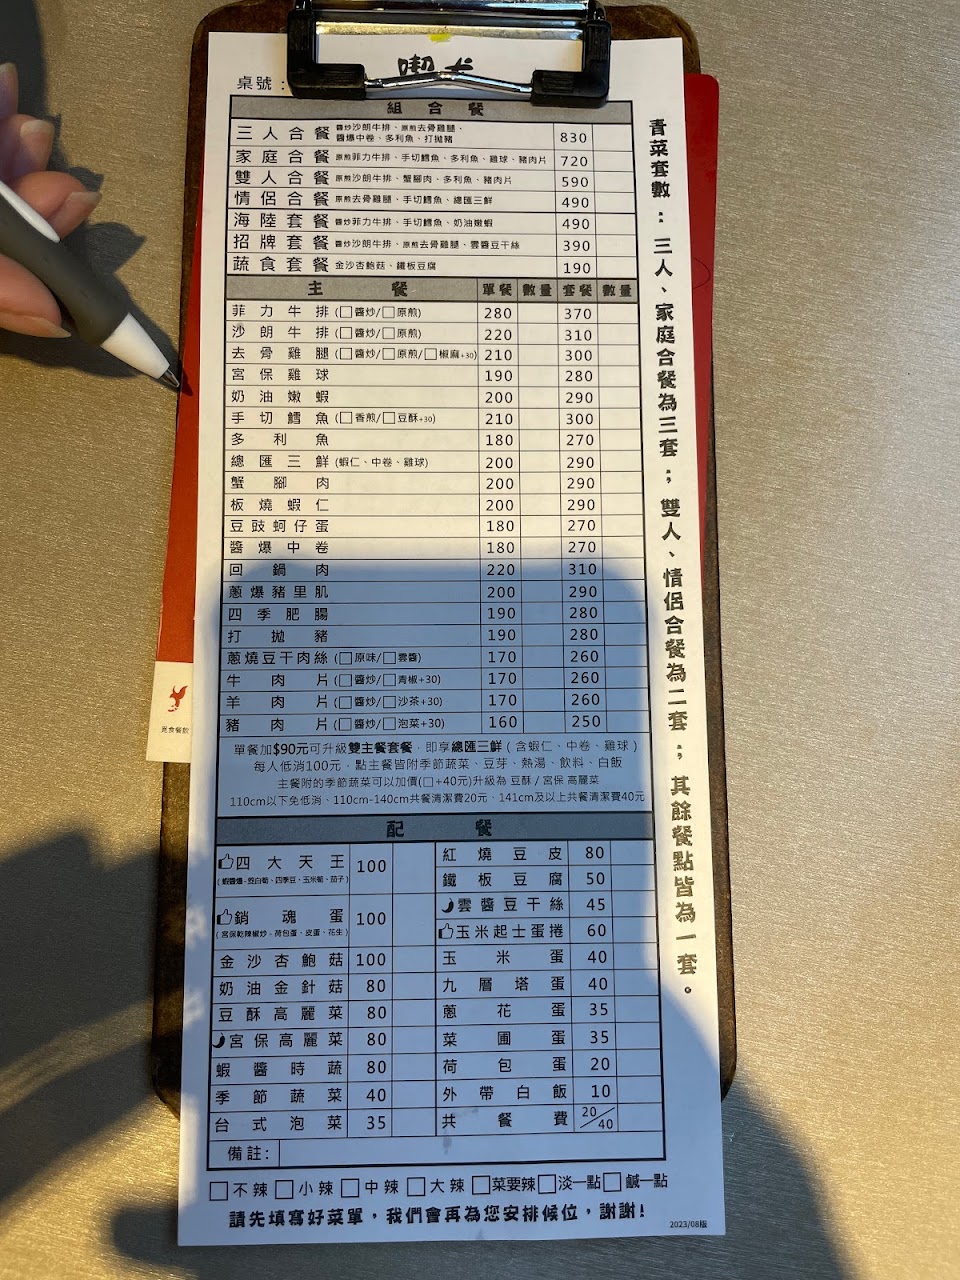 桌號：
組合餐
三人合餐 醬炒沙朗牛排、原煎去骨雞腿、醬爆中卷、多利魚、打拋豬 830
家庭合餐 原煎菲力牛排、手切鱈魚、多利魚、雞球、豬肉片 720
雙人合餐 原煎沙朗牛排、蟹腳肉、多利魚、豬肉片 590
情侶合餐 原煎去骨雞腿、手切鱈魚、總匯三鮮 490
海陸套餐 醬炒菲力牛排、手切鱈魚、奶油嫩蝦 490
招牌套餐 醬炒沙朗牛排、原煎去骨雞腿、雲醬豆干絲 390
蔬食套餐 金沙杏鮑菇、鐵板豆腐 190
主餐 單餐 數量 套餐 數量
菲力牛排 (□醬炒/□原煎) 280 370
沙朗牛排 (□醬炒/□原煎) 220 310
去骨雞腿 (□醬炒/□原煎/□椒麻+30) 210 300
宮保雞球 190 280
奶油嫩蝦 200 290
手切鱈魚 (□香煎/□豆酥+30) 210 300
多利魚 180 270
總匯三鮮 (蝦仁、中卷、雞球) 200 290
蟹腳肉 200 290
板燒蝦仁 200 290
豆豉蚵仔蛋 180 270
醬爆中卷 180 270
回鍋肉 220 310
蔥爆豬里肌 200 290
四季肥腸 190 280
打拋豬 190 280
蔥燒豆干肉絲 (□原味/□雲醬) 170 260
牛肉片 (□醬炒/□青椒+30) 170 260
羊肉片 (□醬炒/□沙茶+30) 170 260
豬肉片 (□醬炒/□泡菜+30) 160 250
單餐加$90元可升級雙主餐套餐，即享總匯三鮮（含蝦仁、中卷、雞球）
每人低消100元，點主餐皆附季節蔬菜、豆芽、熱湯、飲料、白飯
主餐附的季節蔬菜可以加價(□+40元)升級為 豆酥 / 宮保 高麗菜
110cm以下免低消、110cm-140cm共餐清潔費20元、141cm及以上共餐清潔費40元
配餐
四大天王 100
(蝦醬爆-筊白筍、四季豆、玉米筍、茄子)
銷魂蛋 100
(宮保乾辣椒炒-荷包蛋、皮蛋、花生)
金沙杏鮑菇 100
奶油金針菇 80
豆酥高麗菜 80
宮保高麗菜 80
蝦醬時蔬 80
季節蔬菜 40
台式泡菜 35
紅燒豆皮 80
鐵板豆腐 50
雲醬豆干絲 45
玉米起士蛋捲 60
玉米蛋 40
九層塔蛋 40
蔥花蛋 35
菜圃蛋 35
荷包蛋 20
外帶白飯 10
共餐費 20/40
備註：
□不辣 □小辣 □中辣 □大辣 □菜要辣 □淡一點 □鹹一點
請先填寫好菜單，我們會再為您安排候位，謝謝！
2023/08版
青菜套數：三人、家庭合餐為三套；雙人、情侶合餐為二套；其餘餐點皆為一套。
覓食餐飲